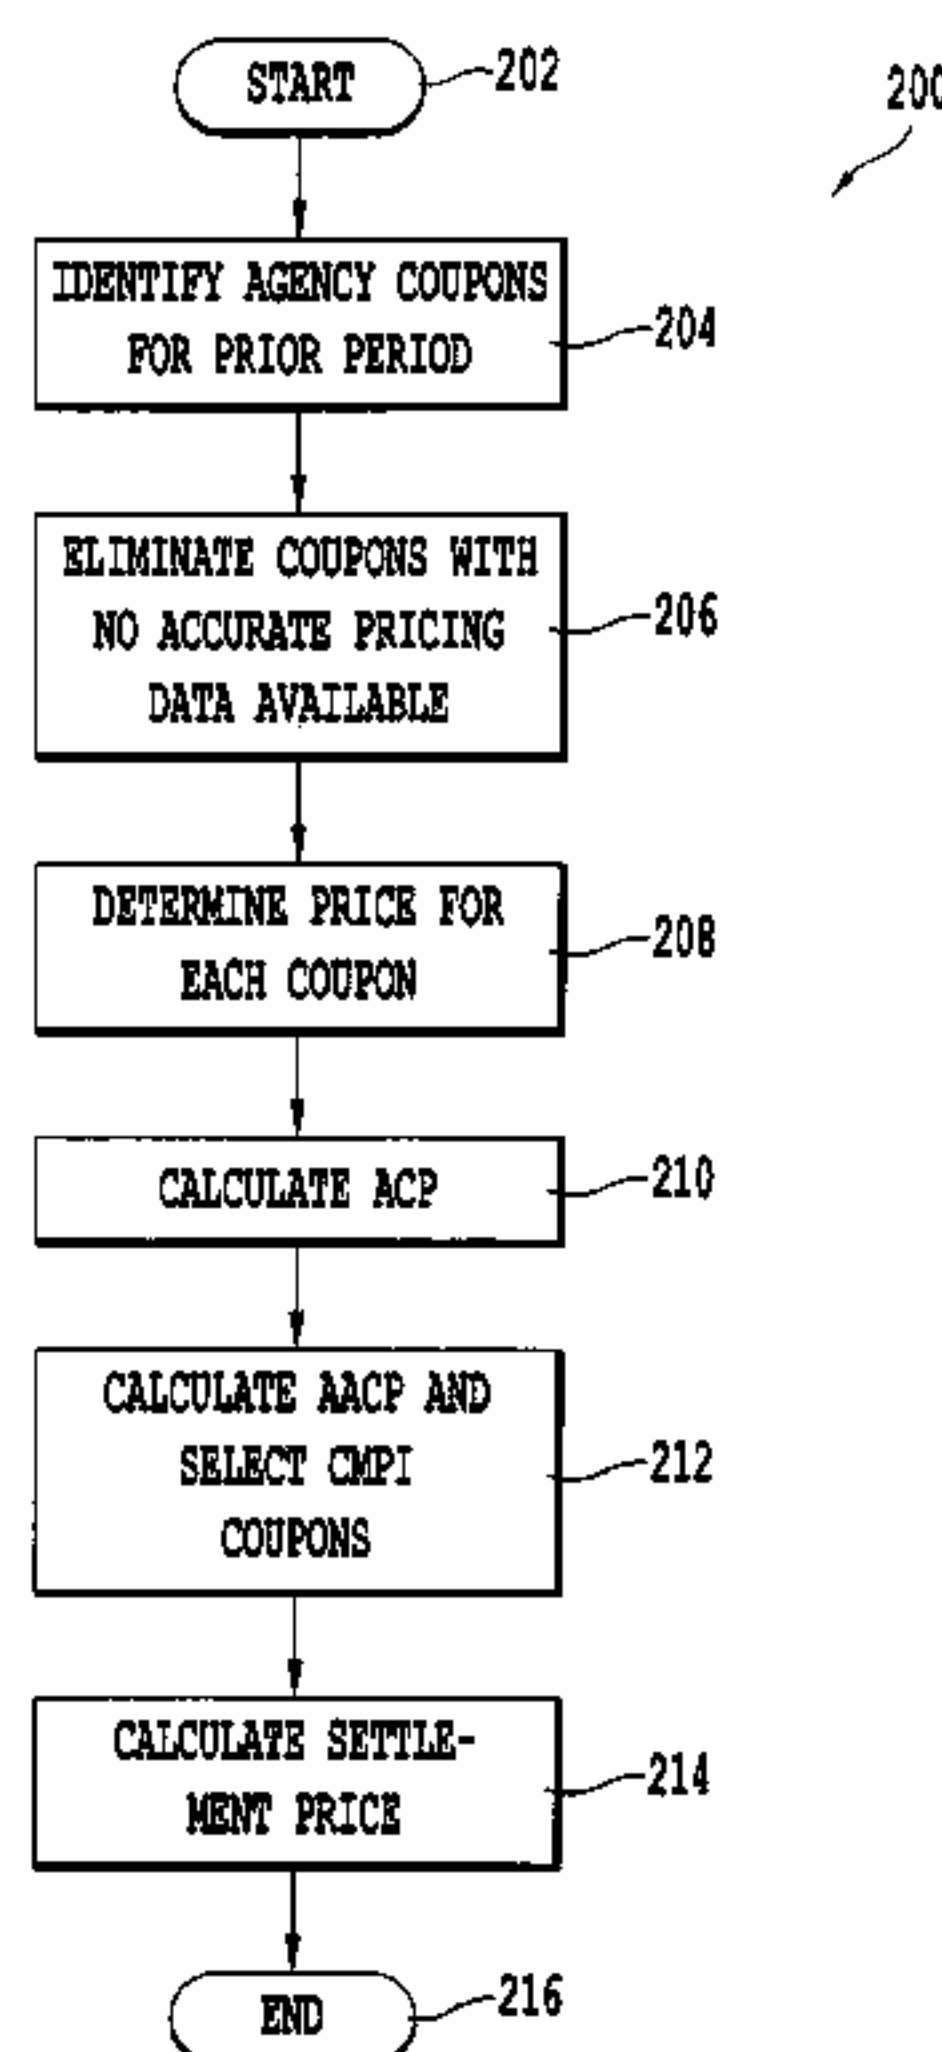 START
202
200
IDENTIFY AGENCY COUPONS
FOR PRIOR PERIOD
204
ELIMINATE COUPONS WITH
NO ACCURATE PRICING
DATA AVAILABLE
206
DETERMINE PRICE FOR
EACH COUPON
208
CALCULATE ACP
210
CALCULATE AACP AND
SELECT CMPI
COUPONS
212
CALCULATE SETTLE-
MENT PRICE
214
END
216